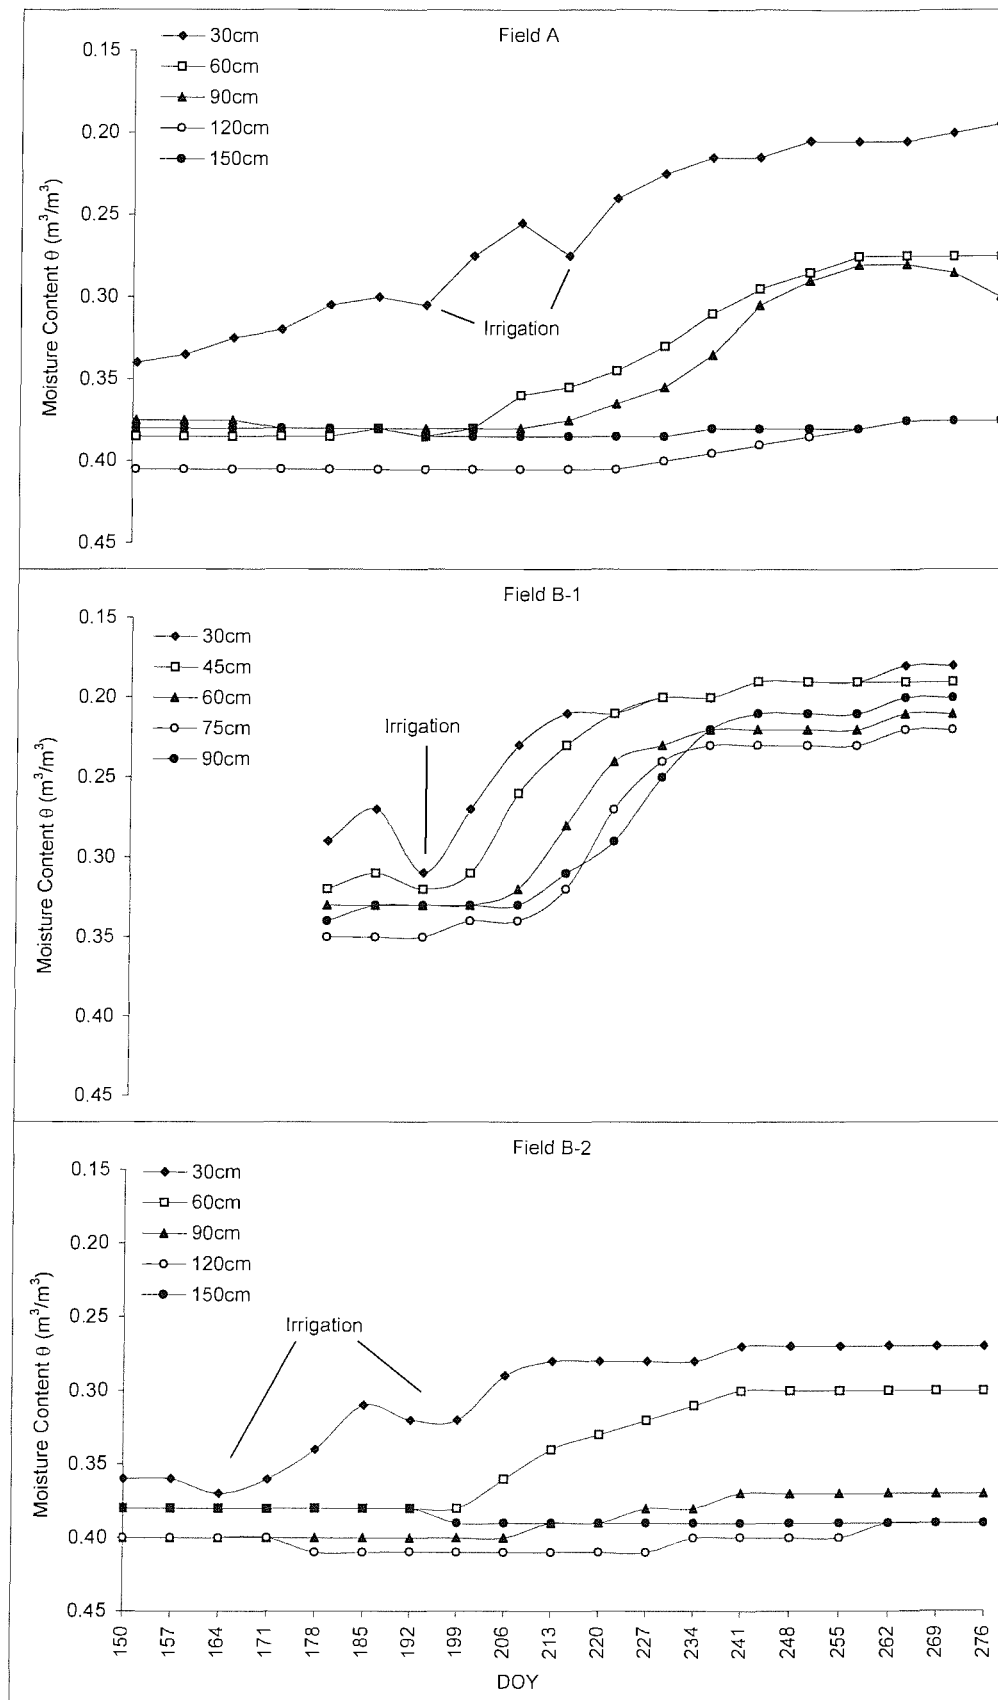 Field A
30cm
60cm
90cm
120cm
150cm
0.15
0.20
0.25
0.30
0.35
0.40
0.45
Moisture Content θ (m³/m³)
Irrigation
Field B-1
30cm
45cm
60cm
75cm
90cm
0.15
0.20
0.25
0.30
0.35
0.40
0.45
Moisture Content θ (m³/m³)
Irrigation
Field B-2
30cm
60cm
90cm
120cm
150cm
0.15
0.20
0.25
0.30
0.35
0.40
0.45
Moisture Content θ (m³/m³)
Irrigation
150 157 164 171 178 185 192 199 206 213 220 227 234 241 248 255 262 269 276
DOY